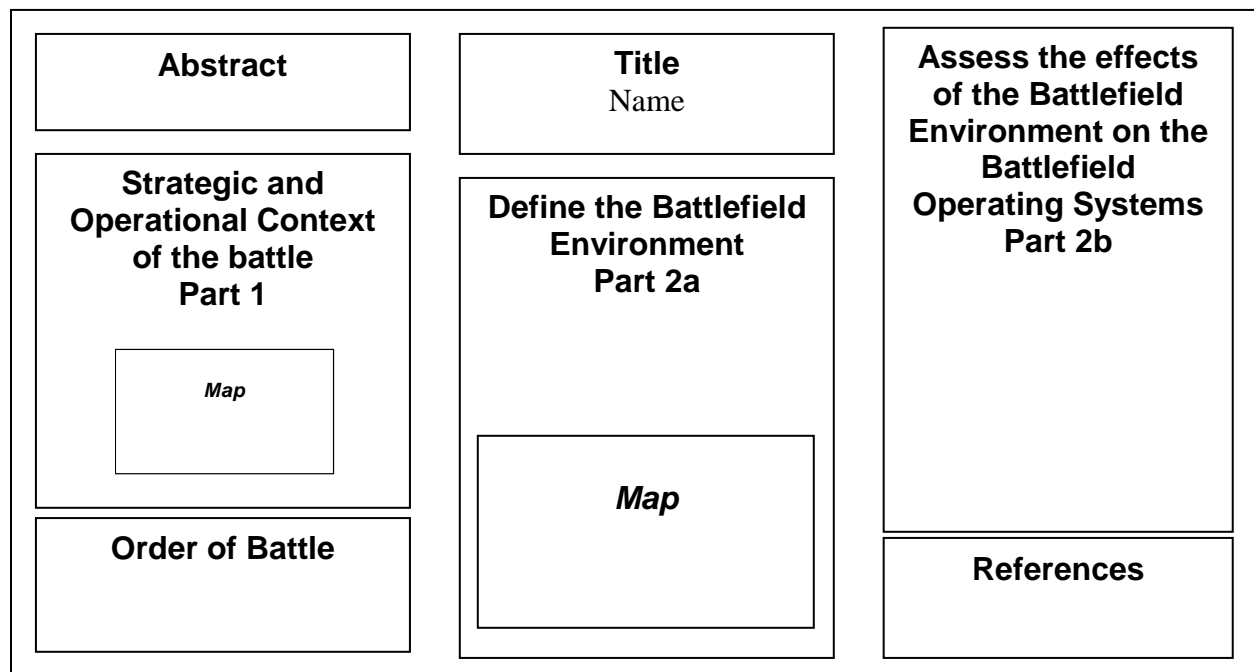 Abstract
Strategic and
Operational Context
of the battle
Part 1
Map
Order of Battle
Title
Name
Define the Battlefield
Environment
Part 2a
Map
Assess the effects
of the Battlefield
Environment on the
Battlefield
Operating Systems
Part 2b
References